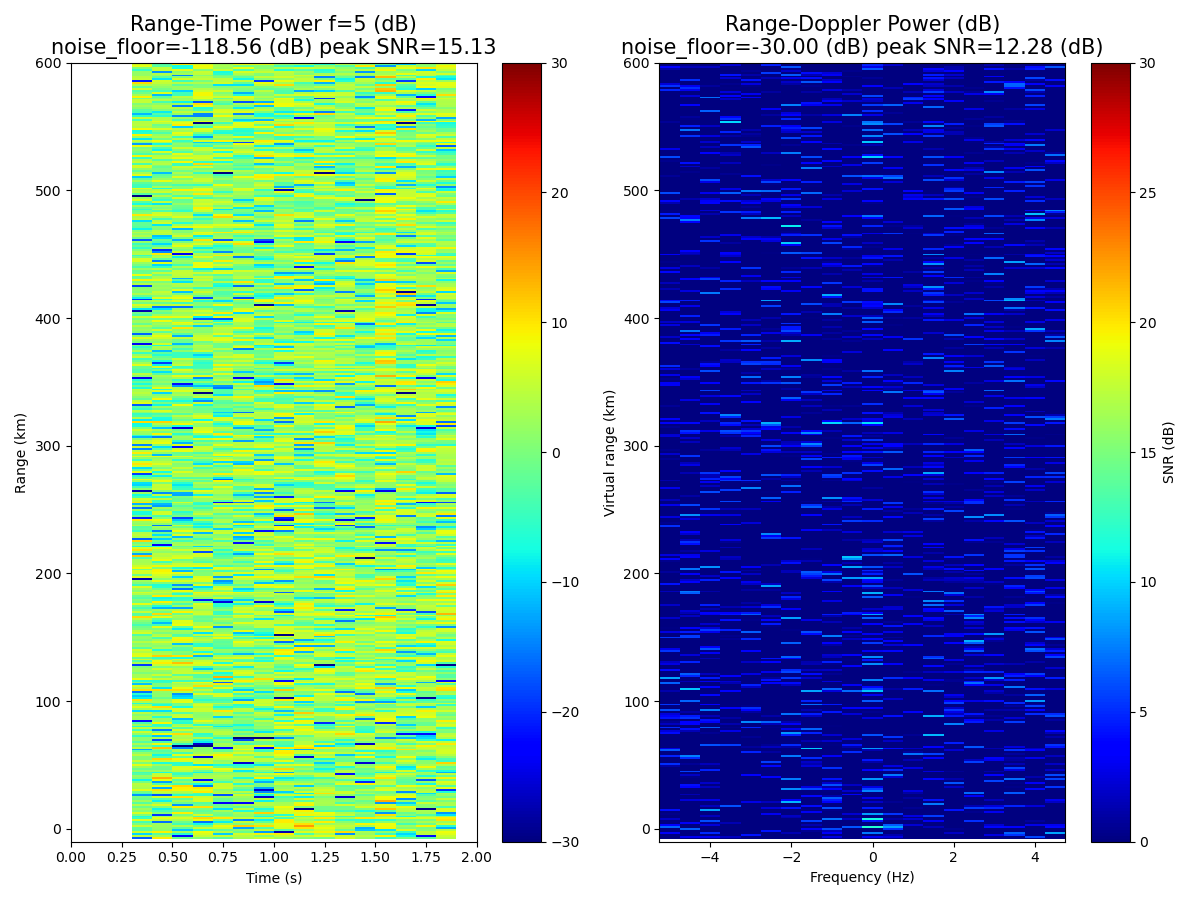 Range-Time Power f=5 (dB)
noise_floor=-118.56 (dB) peak SNR=15.13
Range-Doppler Power (dB)
noise_floor=-30.00 (dB) peak SNR=12.28 (dB)
600
500
400
300
200
100
0
Range (km)
0.00 0.25 0.50 0.75 1.00 1.25 1.50 1.75 2.00
Time (s)
30
20
10
0
−10
−20
−30
600
500
400
300
200
100
0
Virtual range (km)
−4 −2 0 2 4
Frequency (Hz)
30
25
20
15
10
5
0
SNR (dB)